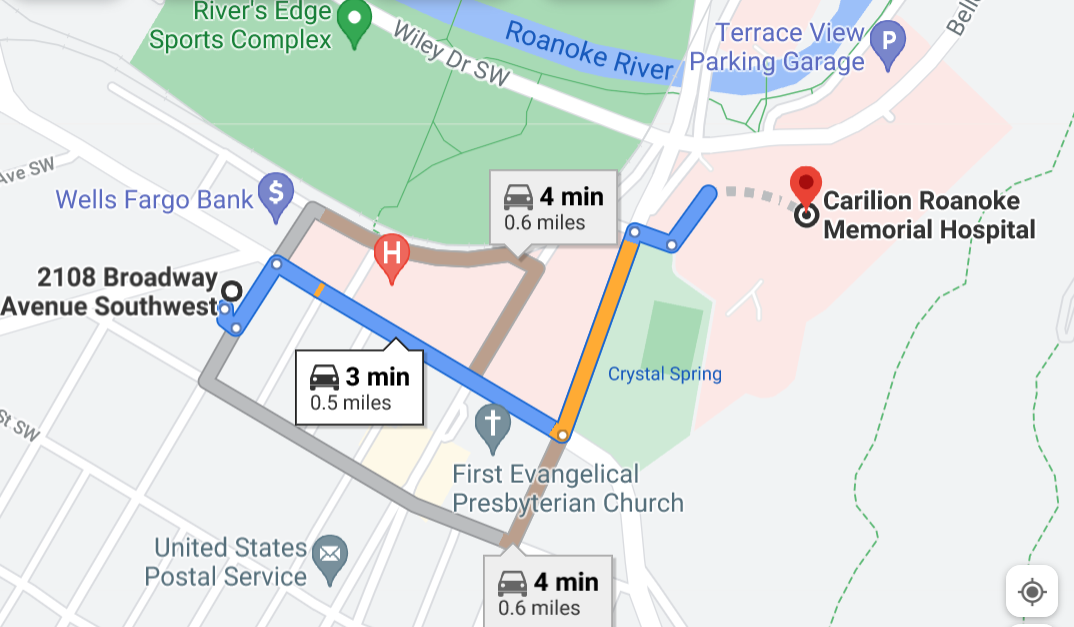 River's Edge
Sports Complex
Wiley Dr SW
Roanoke River
Terrace View
Parking Garage
P
Ave SW
Wells Fargo Bank
$
4 min
0.6 miles
Carilion Roanoke
Memorial Hospital
H
2108 Broadway
Avenue Southwest
3 min
0.5 miles
Crystal Spring
St SW
First Evangelical
Presbyterian Church
United States
Postal Service
4 min
0.6 miles